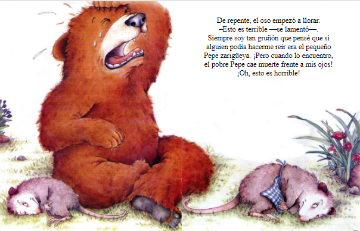 De repente, el oso empezó a llorar.
–Esto es terrible —se lamentó—.
Siempre soy tan gruñón que pensé que si
alguien podía hacerme reír era el pequeño
Pepe zarigüeya. ¡Pero cuando lo encuentro,
el pobre Pepe cae muerte frente a mis ojos!
¡Oh, esto es horrible!